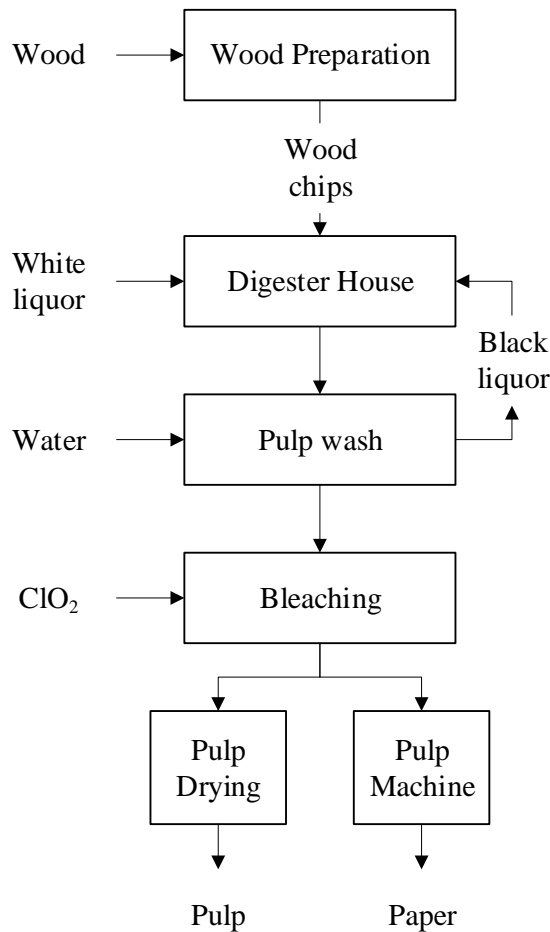 Wood
Wood Preparation
Wood
chips
White
liquor
Digester House
Black
liquor
Water
Pulp wash
ClO₂
Bleaching
Pulp
Drying
Pulp
Machine
Pulp
Paper